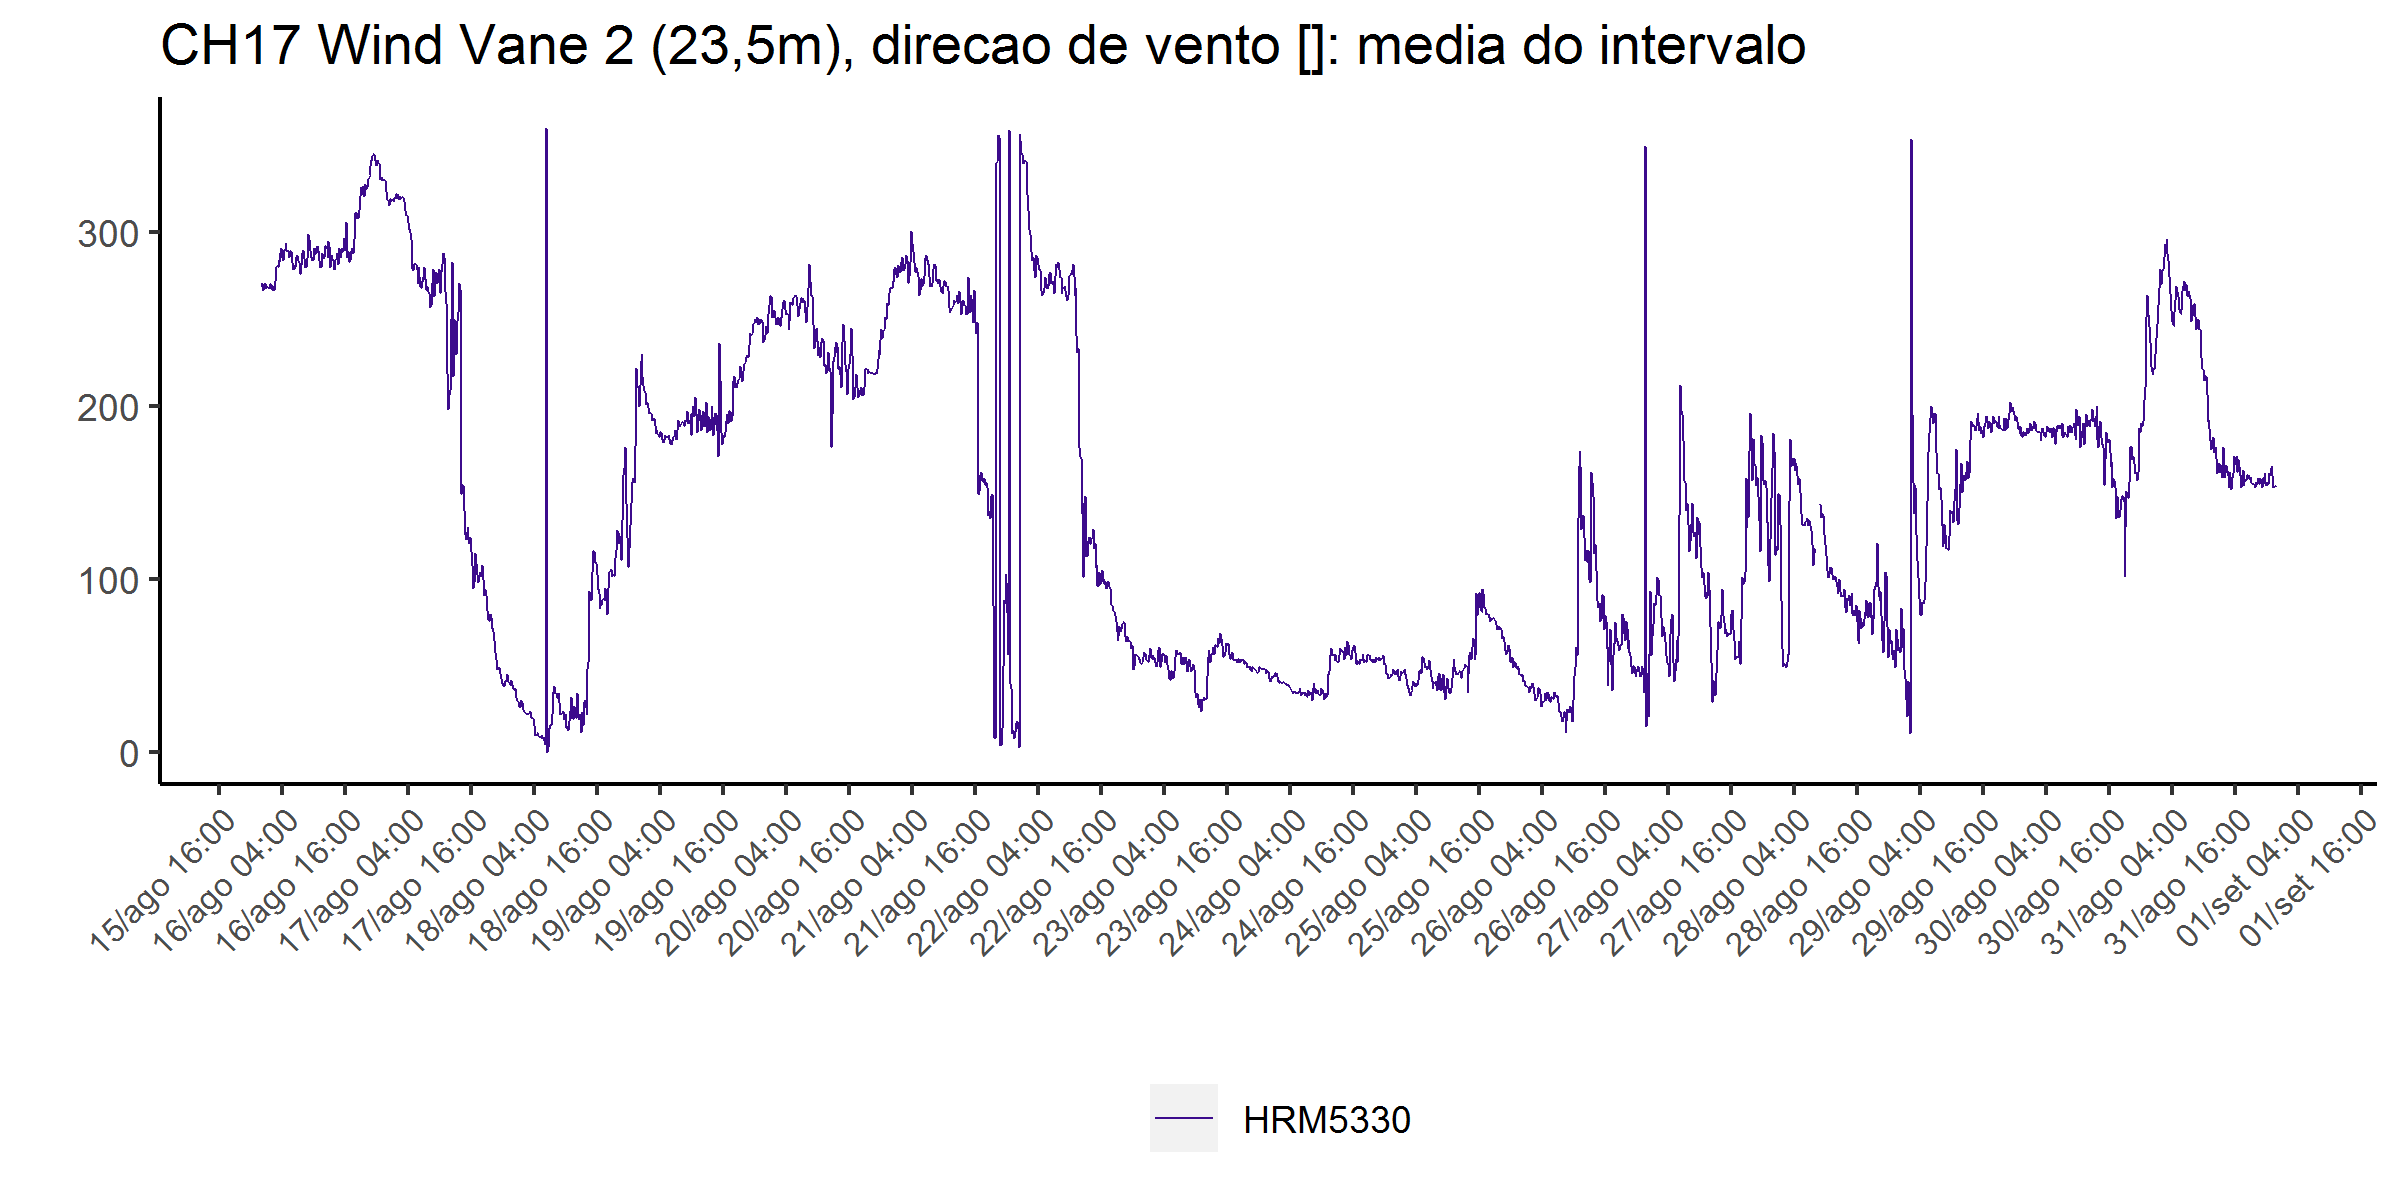 CH17 Wind Vane 2 (23,5m), direcao de vento []: media do intervalo
300
200
100
0
15/ago 16:00
16/ago 04:00
16/ago 16:00
17/ago 04:00
17/ago 16:00
18/ago 04:00
18/ago 16:00
19/ago 04:00
19/ago 16:00
20/ago 04:00
20/ago 16:00
21/ago 04:00
21/ago 16:00
22/ago 04:00
22/ago 16:00
23/ago 04:00
23/ago 16:00
24/ago 04:00
24/ago 16:00
25/ago 04:00
25/ago 16:00
26/ago 04:00
26/ago 16:00
27/ago 04:00
27/ago 16:00
28/ago 04:00
28/ago 16:00
29/ago 04:00
29/ago 16:00
30/ago 04:00
30/ago 16:00
31/ago 04:00
31/ago 16:00
01/set 04:00
01/set 16:00
HRM5330